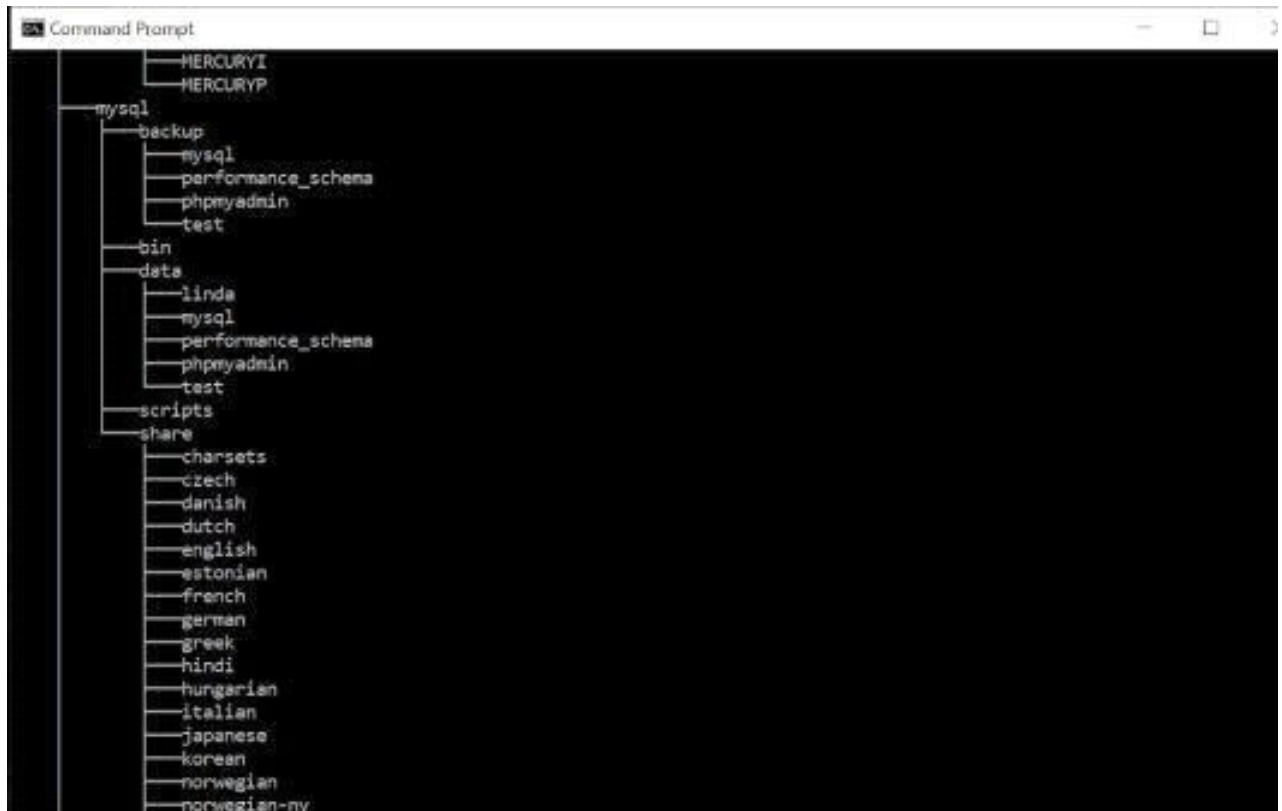 Command Prompt
MERCURYI
MERCURYP
mysql
backup
mysql
performance_schema
phpmyadmin
test
bin
data
linda
mysql
performance_schema
phpmyadmin
test
scripts
share
charsets
czech
danish
dutch
english
estonian
french
german
greek
hindi
hungarian
italian
japanese
korean
norwegian
norwegian-ny